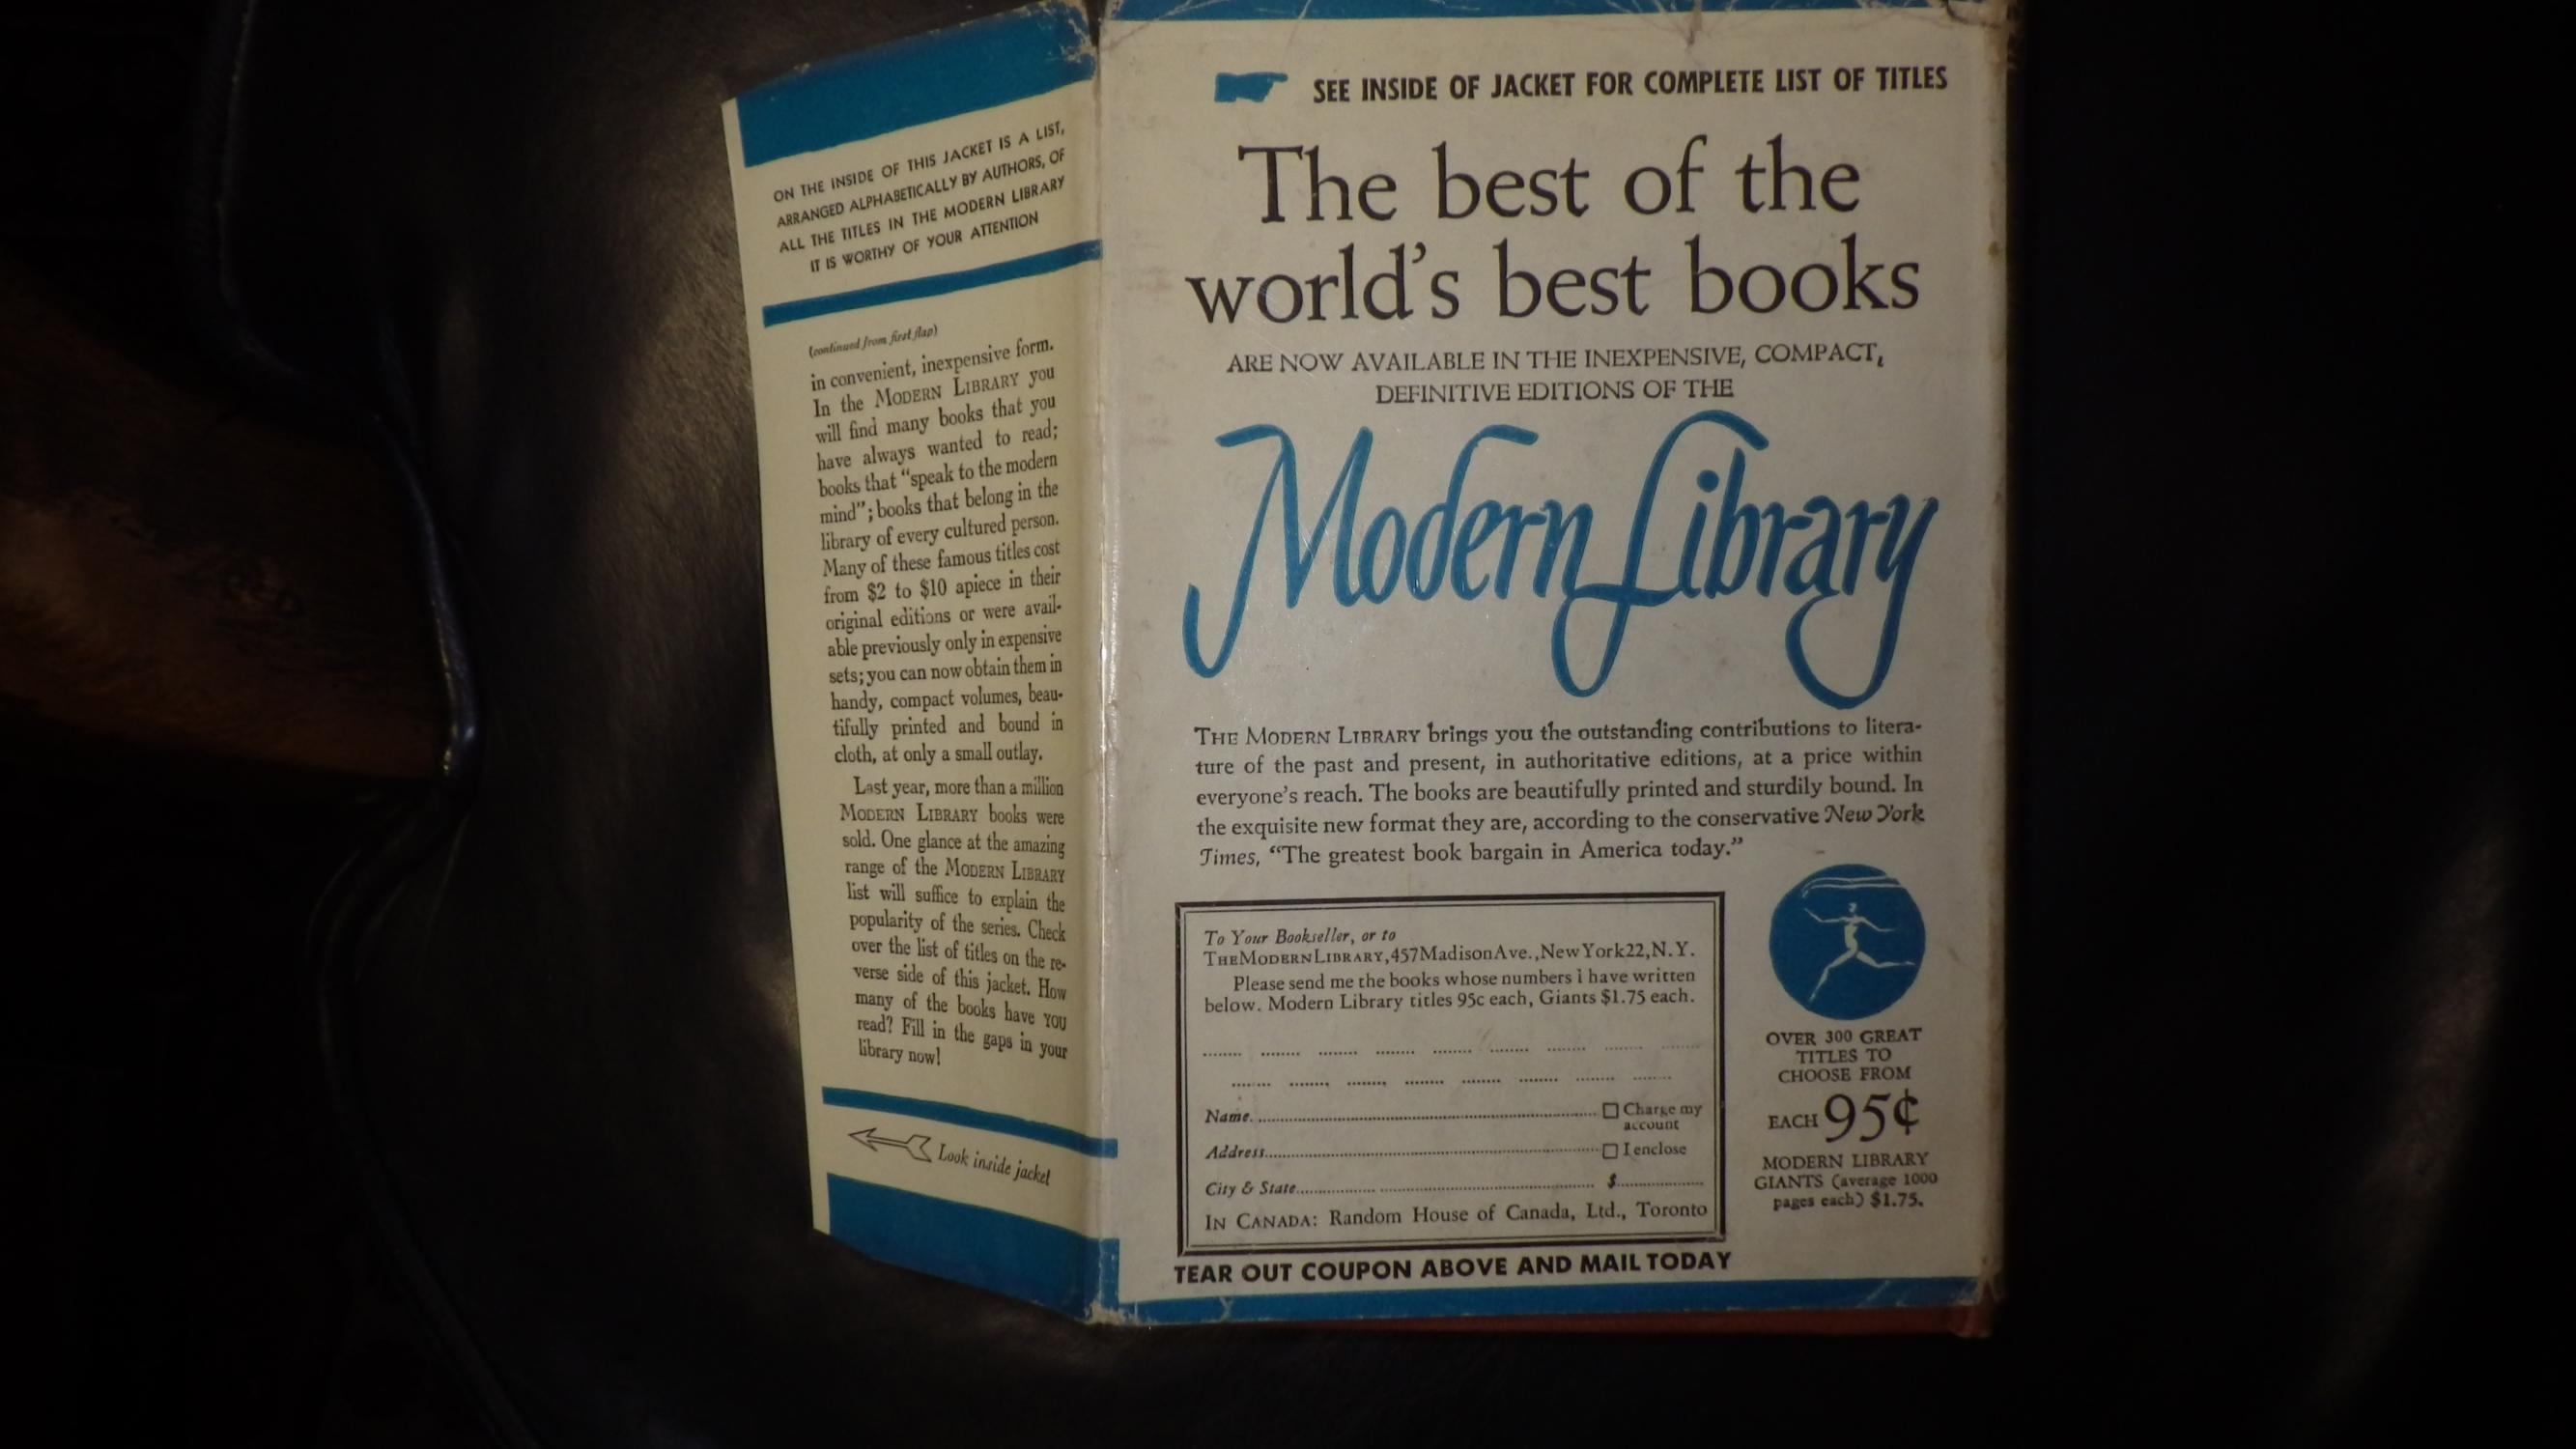 ON THE INSIDE OF THIS JACKET IS A LIST,
ARRANGED ALPHABETICALLY BY AUTHORS, OF
ALL THE TITLES IN THE MODERN LIBRARY
IT IS WORTHY OF YOUR ATTENTION
(continued from first flap)
in convenient, inexpensive form.
In the MODERN LIBRARY you
will find many books that you
have always wanted to read;
books that “speak to the modern
mind”; books that belong in the
library of every cultured person.
Many of these famous titles cost
from $2 to $10 apiece in their
original editions or were avail-
able previously only in expensive
sets; you can now obtain them in
handy, compact volumes, beau-
tifully printed and bound in
cloth, at only a small outlay.
Last year, more than a million
MODERN LIBRARY books were
sold. One glance at the amazing
range of the MODERN LIBRARY
list will suffice to explain the
popularity of the series. Check
over the list of titles on the re-
verse side of this jacket. How
many of the books have YOU
read? Fill in the gaps in your
library now!
Look inside jacket
SEE INSIDE OF JACKET FOR COMPLETE LIST OF TITLES
The best of the
world's best books
ARE NOW AVAILABLE IN THE INEXPENSIVE, COMPACT,
DEFINITIVE EDITIONS OF THE
Modern Library
THE MODERN LIBRARY brings you the outstanding contributions to litera-
ture of the past and present, in authoritative editions, at a price within
everyone's reach. The books are beautifully printed and sturdily bound. In
the exquisite new format they are, according to the conservative New York
Times, “The greatest book bargain in America today.”
To Your Bookseller, or to
THE MODERN LIBRARY, 457 Madison Ave., New York 22, N. Y.
Please send me the books whose numbers I have written
below. Modern Library titles 95c each, Giants $1.75 each.
Name. Charge my
account
Address I enclose
City & State $
IN CANADA: Random House of Canada, Ltd., Toronto
TEAR OUT COUPON ABOVE AND MAIL TODAY
OVER 300 GREAT
TITLES TO
CHOOSE FROM
EACH 95¢
MODERN LIBRARY
GIANTS (average 1000
pages each) $1.75.